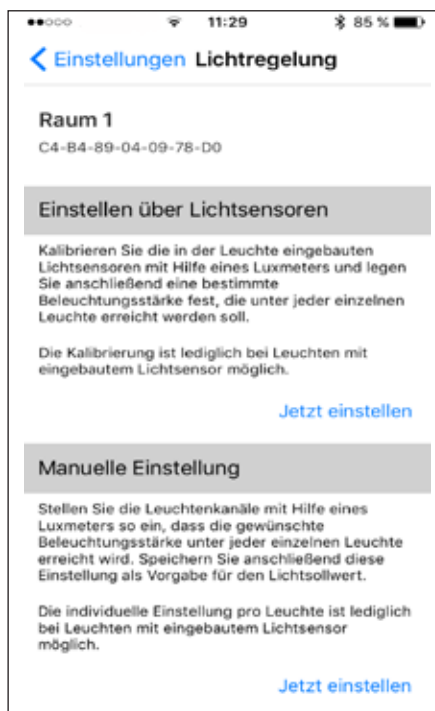 11:29 85 %
Einstellungen Lichtregelung
Raum 1
C4-B4-89-04-09-78-D0
Einstellen über Lichtsensoren
Kalibrieren Sie die in der Leuchte eingebauten
Lichtsensoren mit Hilfe eines Luxmeters und legen
Sie anschließend eine bestimmte
Beleuchtungsstärke fest, die unter jeder einzelnen
Leuchte erreicht werden soll.
Die Kalibrierung ist lediglich bei Leuchten mit
eingebautem Lichtsensor möglich.
Jetzt einstellen
Manuelle Einstellung
Stellen Sie die Leuchtenkanäle mit Hilfe eines
Luxmeters so ein, dass die gewünschte
Beleuchtungsstärke unter jeder einzelnen Leuchte
erreicht wird. Speichern Sie anschließend diese
Einstellung als Vorgabe für den Lichtsollwert.
Die individuelle Einstellung pro Leuchte ist lediglich
bei Leuchten mit eingebautem Lichtsensor
möglich.
Jetzt einstellen